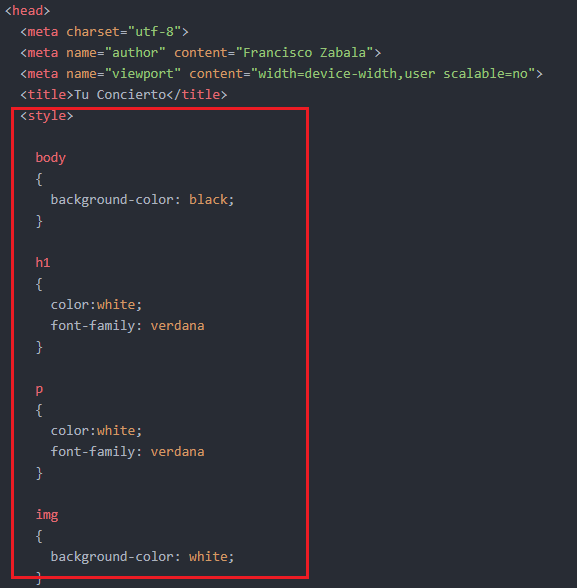 <head>
<meta charset="utf-8">
<meta name="author" content="Francisco Zabala">
<meta name="viewport" content="width=device-width,user scalable=no">
<title>Tu Concierto</title>
<style>
body
{
background-color: black;
}
h1
{
color:white;
font-family: verdana
}
p
{
color:white;
font-family: verdana
}
img
{
background-color: white;
}